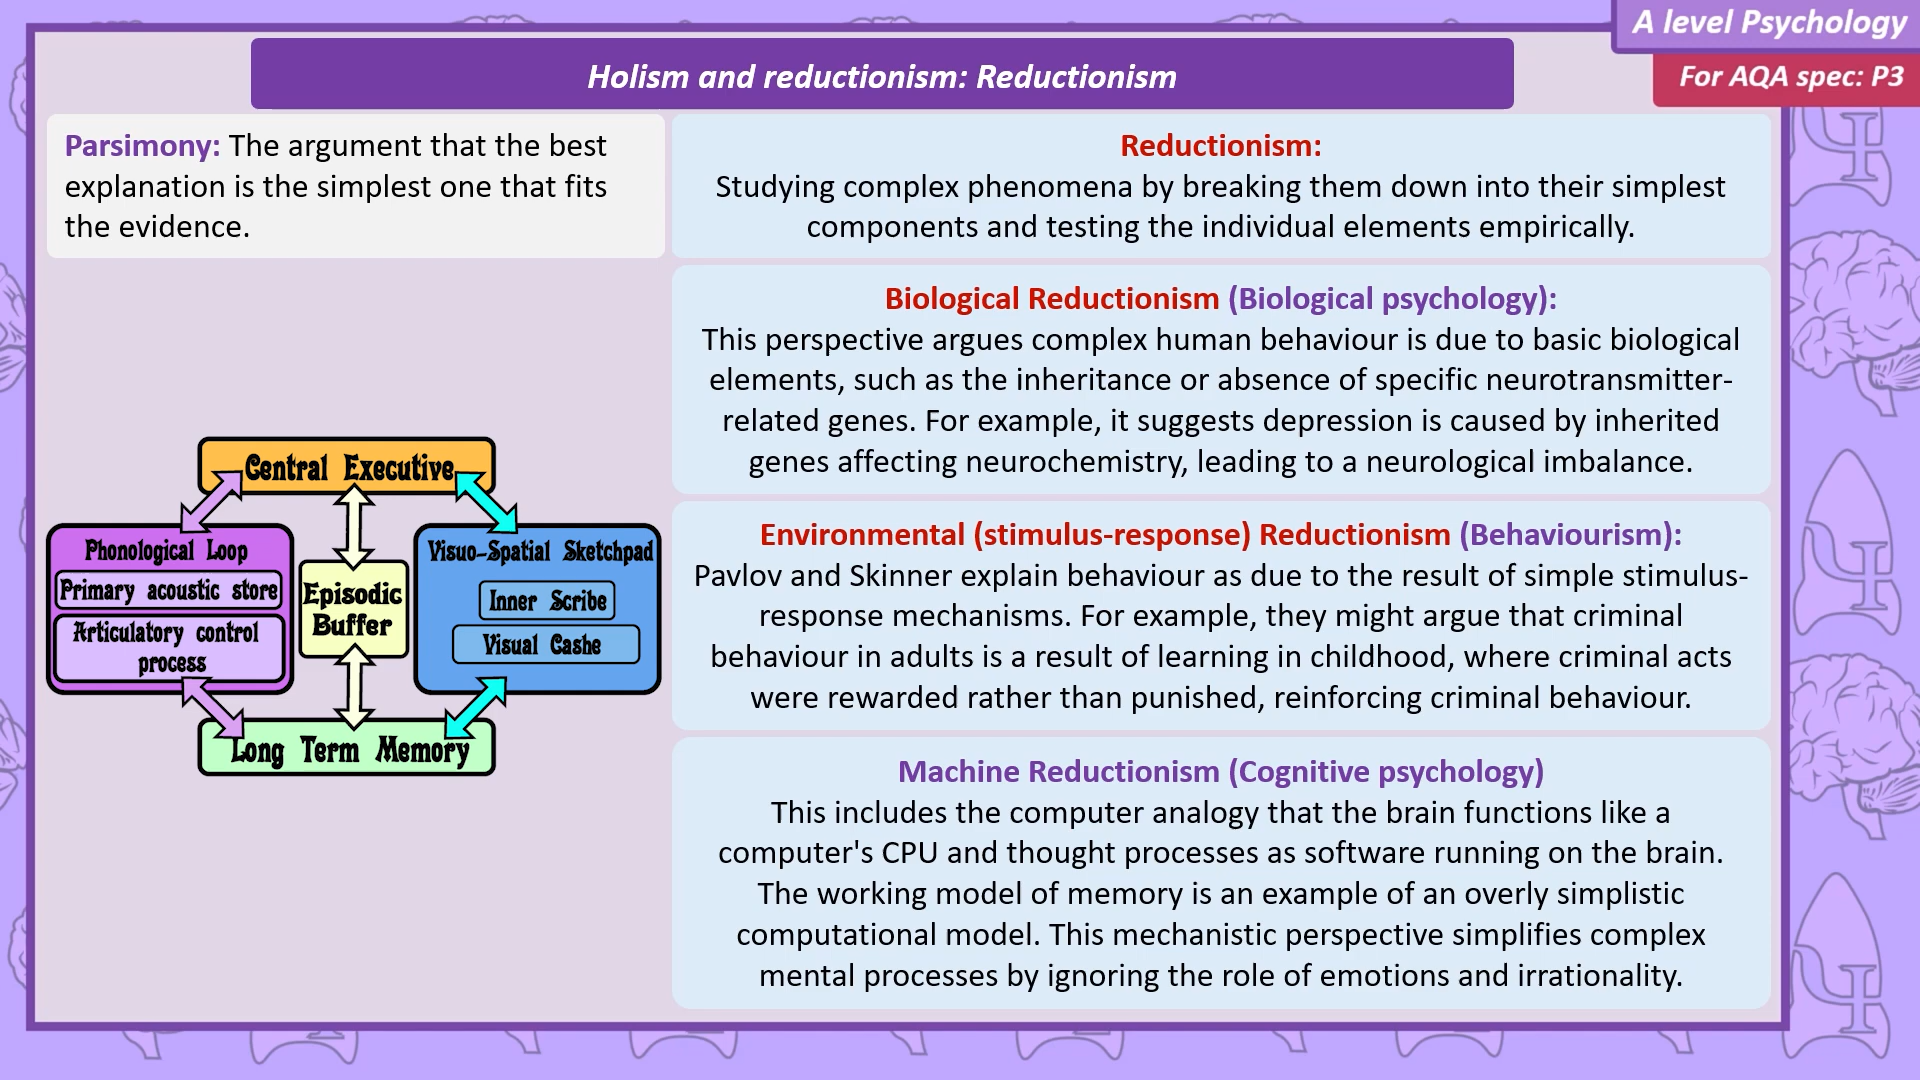 A level Psychology
For AQA spec: P3
Holism and reductionism: Reductionism
Parsimony: The argument that the best
explanation is the simplest one that fits
the evidence.
Central Executive
Phonological Loop
Primary acoustic store
Articulatory control
process
Episodic
Buffer
Visuo-Spatial Sketchpad
Inner Scribe
Visual Cashe
Long Term Memory
Reductionism:
Studying complex phenomena by breaking them down into their simplest
components and testing the individual elements empirically.
Biological Reductionism (Biological psychology):
This perspective argues complex human behaviour is due to basic biological
elements, such as the inheritance or absence of specific neurotransmitter-
related genes. For example, it suggests depression is caused by inherited
genes affecting neurochemistry, leading to a neurological imbalance.
Environmental (stimulus-response) Reductionism (Behaviourism):
Pavlov and Skinner explain behaviour as due to the result of simple stimulus-
response mechanisms. For example, they might argue that criminal
behaviour in adults is a result of learning in childhood, where criminal acts
were rewarded rather than punished, reinforcing criminal behaviour.
Machine Reductionism (Cognitive psychology)
This includes the computer analogy that the brain functions like a
computer's CPU and thought processes as software running on the brain.
The working model of memory is an example of an overly simplistic
computational model. This mechanistic perspective simplifies complex
mental processes by ignoring the role of emotions and irrationality.